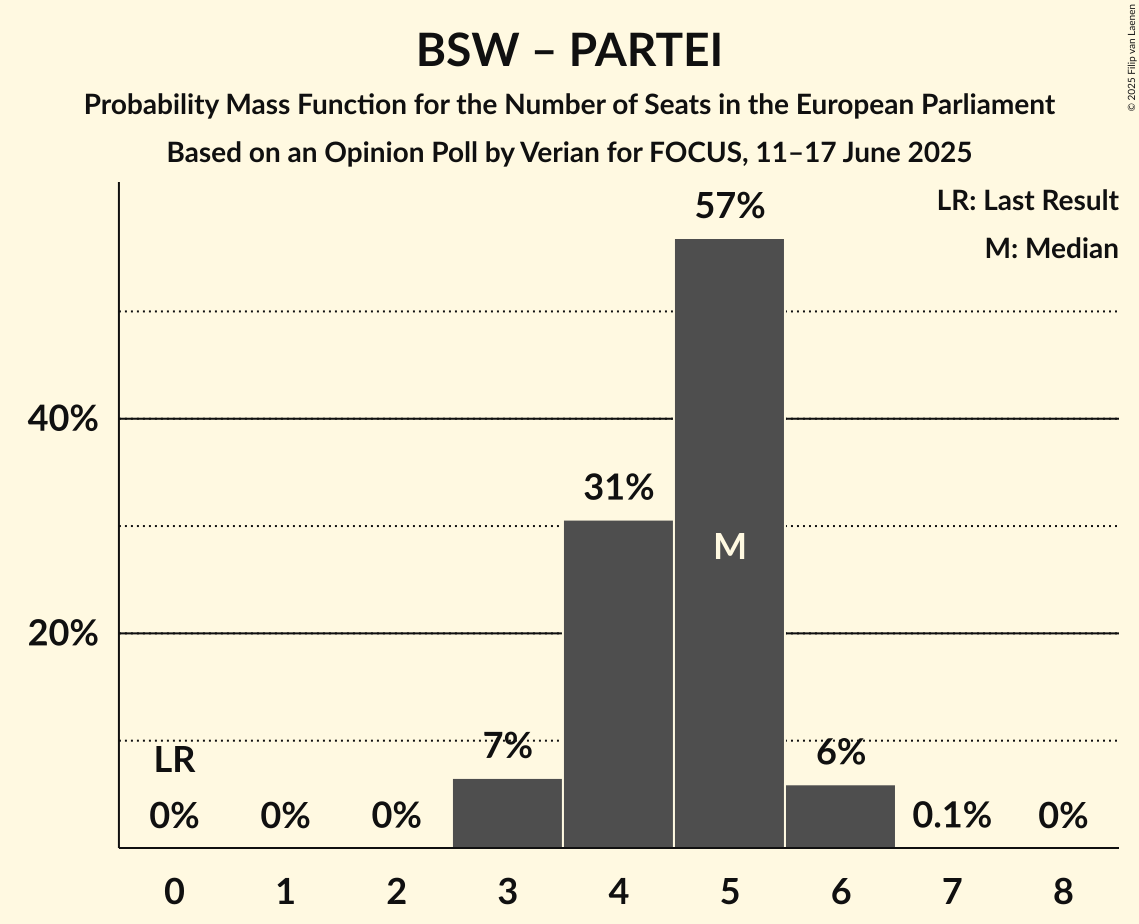 BSW – PARTEI
Probability Mass Function for the Number of Seats in the European Parliament
Based on an Opinion Poll by Verian for FOCUS, 11–17 June 2025
© 2025 Filip van Laenen
LR: Last Result
M: Median
57%
40%
31%
M
20%
LR
7%
6%
0%
0%
0%
0.1%
0%
0 1 2 3 4 5 6 7 8